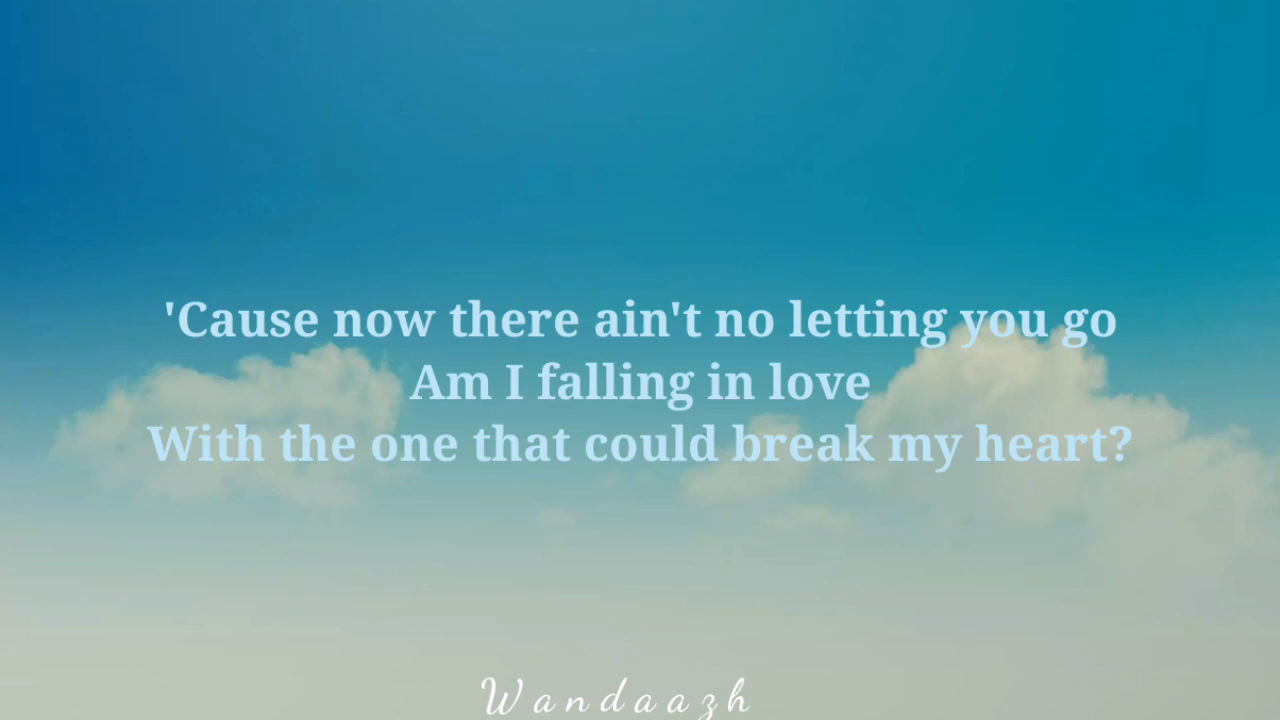 'Cause now there ain't no letting you go
Am I falling in love
With the one that could break my heart?
Wandaazh